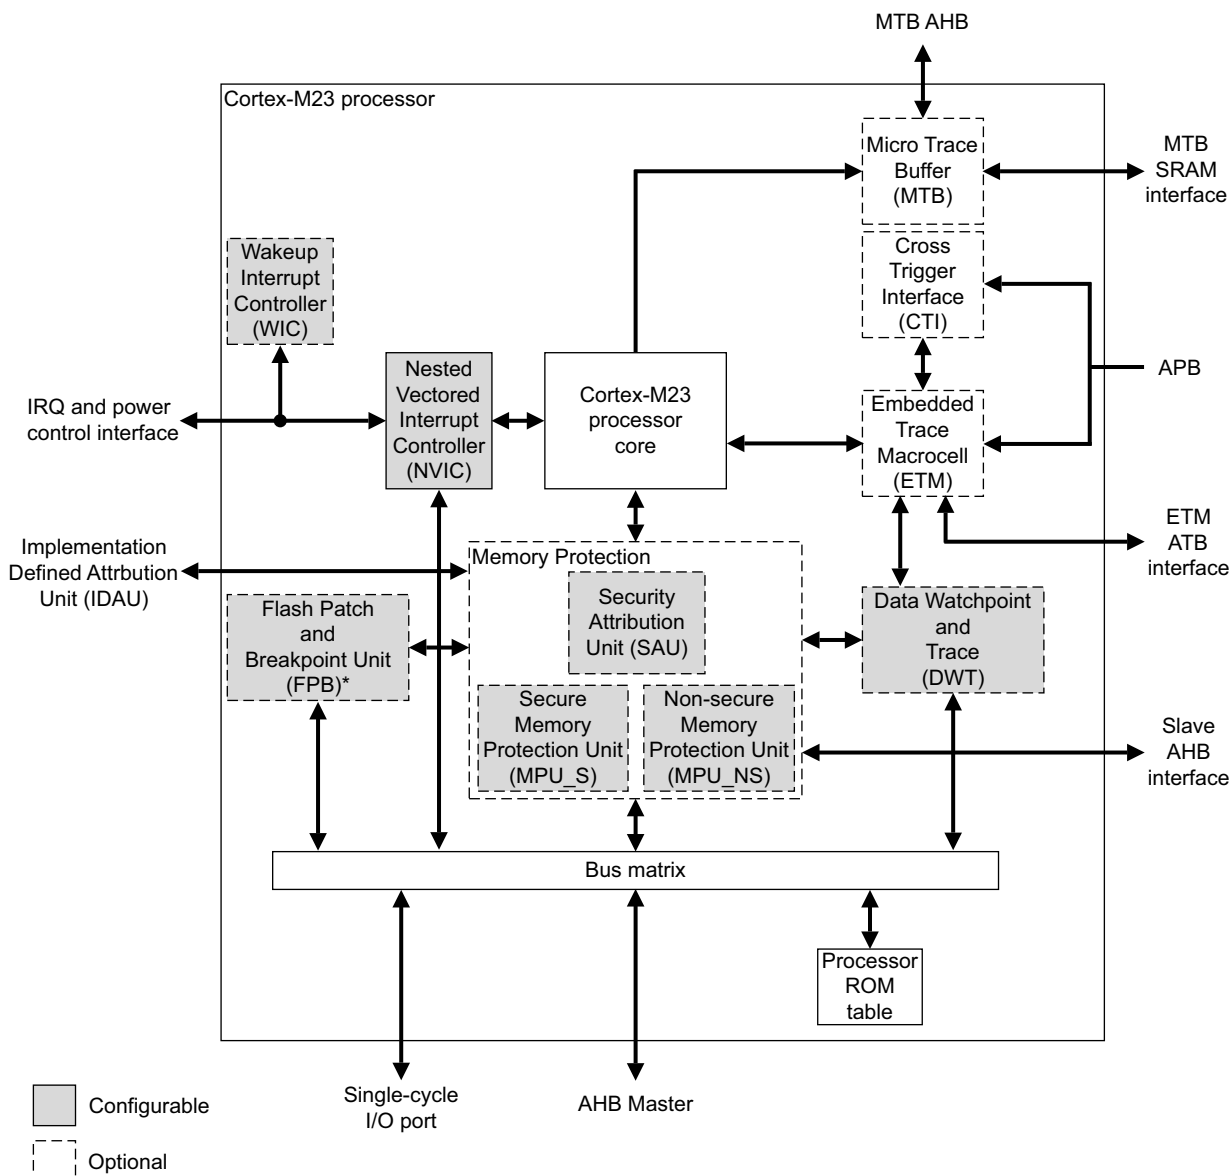 MTB AHB
Cortex-M23 processor
Micro Trace
Buffer
(MTB)
MTB
SRAM
interface
Wakeup
Interrupt
Controller
(WIC)
Cross
Trigger
Interface
(CTI)
Nested
Vectored
Interrupt
Controller
(NVIC)
Cortex-M23
processor
core
Embedded
Trace
Macrocell
(ETM)
APB
IRQ and power
control interface
ETM
ATB
interface
Implementation
Defined Attrbution
Unit (IDAU)
Memory Protection
Security
Attribution
Unit (SAU)
Flash Patch
and
Breakpoint Unit
(FPB)*
Data Watchpoint
and
Trace
(DWT)
Secure
Memory
Protection Unit
(MPU_S)
Non-secure
Memory
Protection Unit
(MPU_NS)
Slave
AHB
interface
Bus matrix
Processor
ROM
table
Single-cycle
I/O port
AHB Master
Configurable
Optional